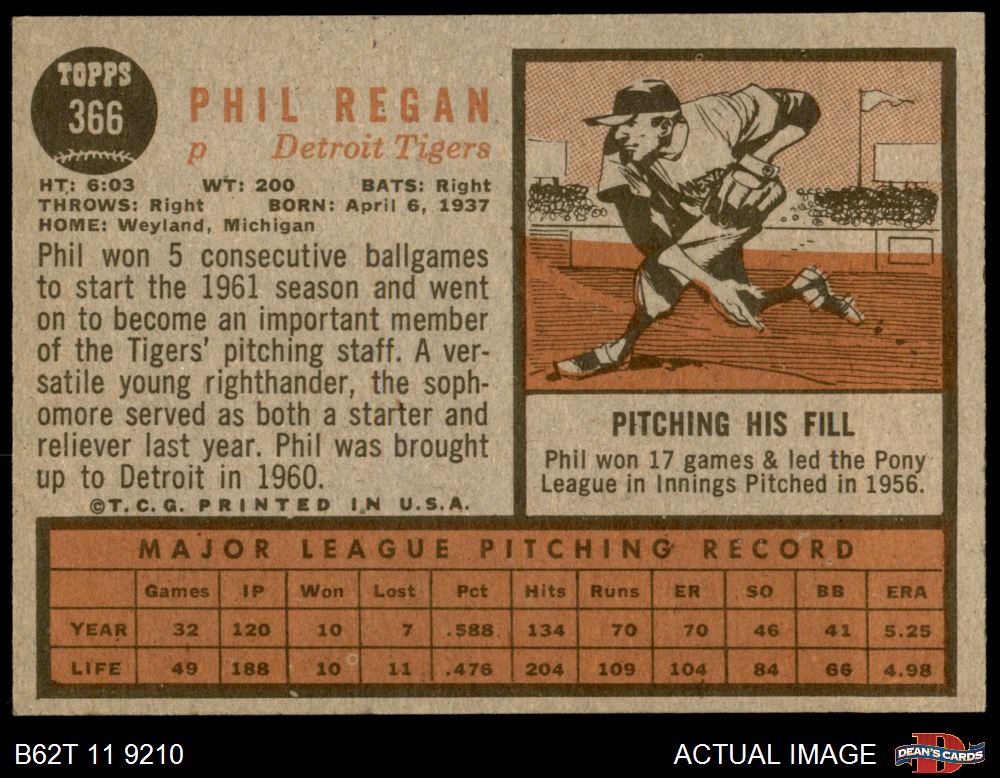 TOPPS
366
PHIL REGAN
p Detroit Tigers
HT: 6:03 WT: 200 BATS: Right
THROWS: Right BORN: April 6, 1937
HOME: Weyland, Michigan
Phil won 5 consecutive ballgames
to start the 1961 season and went
on to become an important member
of the Tigers' pitching staff. A ver-
satile young righthander, the soph-
omore served as both a starter and
reliever last year. Phil was brought
up to Detroit in 1960.
©T.C.G. PRINTED IN U.S.A.
PITCHING HIS FILL
Phil won 17 games & led the Pony
League in Innings Pitched in 1956.
MAJOR LEAGUE PITCHING RECORD
Games IP Won Lost Pct Hits Runs ER SO BB ERA
YEAR 32 120 10 7 .588 134 70 70 46 41 5.25
LIFE 49 188 10 11 .476 204 109 104 84 66 4.98
B62T 11 9210 ACTUAL IMAGE DEAN'S CARDS